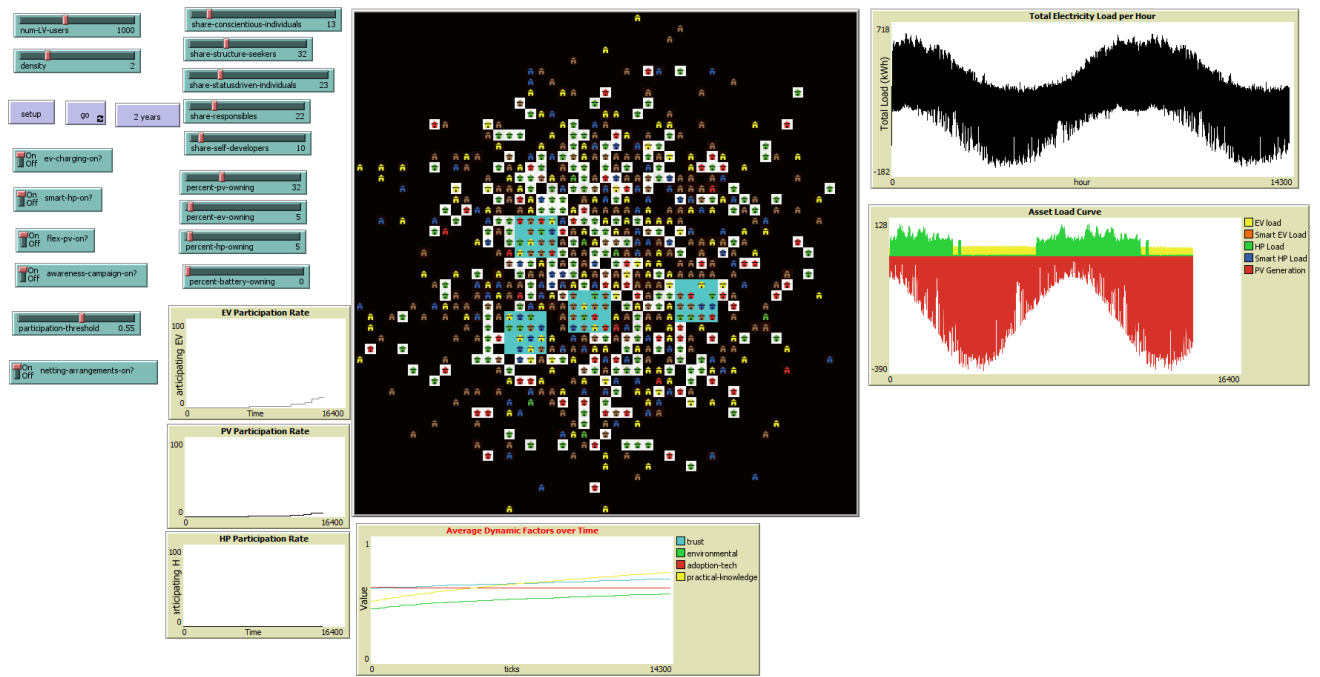 num-LV-users 1000
density 2
setup
go
2 years
On
Off
ev-charging-on?
On
Off
smart-hp-on?
On
Off
flex-pv-on?
On
Off
awareness-campaign-on?
participation-threshold 0.55
On
Off
netting-arrangements-on?
share-conscientious-individuals 13
share-structure-seekers 32
share-statusdriven-individuals 23
share-responsibles 22
share-self-developers 10
percent-pv-owning 32
percent-ev-owning 5
percent-hp-owning 5
percent-battery-owning 0
EV Participation Rate
100
articipating EV
0
0 Time 16400
PV Participation Rate
100
0
0 16400
HP Participation Rate
100
articipating H
0
0 Time 16400
Average Dynamic Factors over Time
1
Value
0
0 ticks 14300
trust
environmental
adoption-tech
practical-knowledge
Total Electricity Load per Hour
718
Total Load (kWh)
-182
0 hour 14300
Asset Load Curve
128
-390
0 16400
EV load
Smart EV Load
HP Load
Smart HP Load
PV Generation